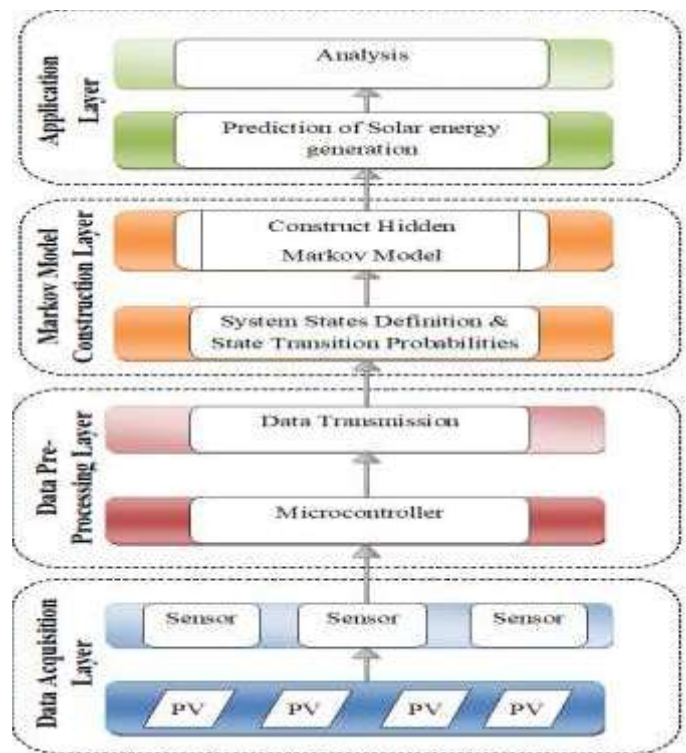 Application
Layer
Analysis
Prediction of Solar energy
generation
Markov Model
Construction Layer
Construct Hidden
Markov Model
System States Definition &
State Transition Probabilities
Data Pre-
Processing Layer
Data Transmission
Microcontroller
Data Acquisition
Layer
Sensor Sensor Sensor
PV PV PV PV